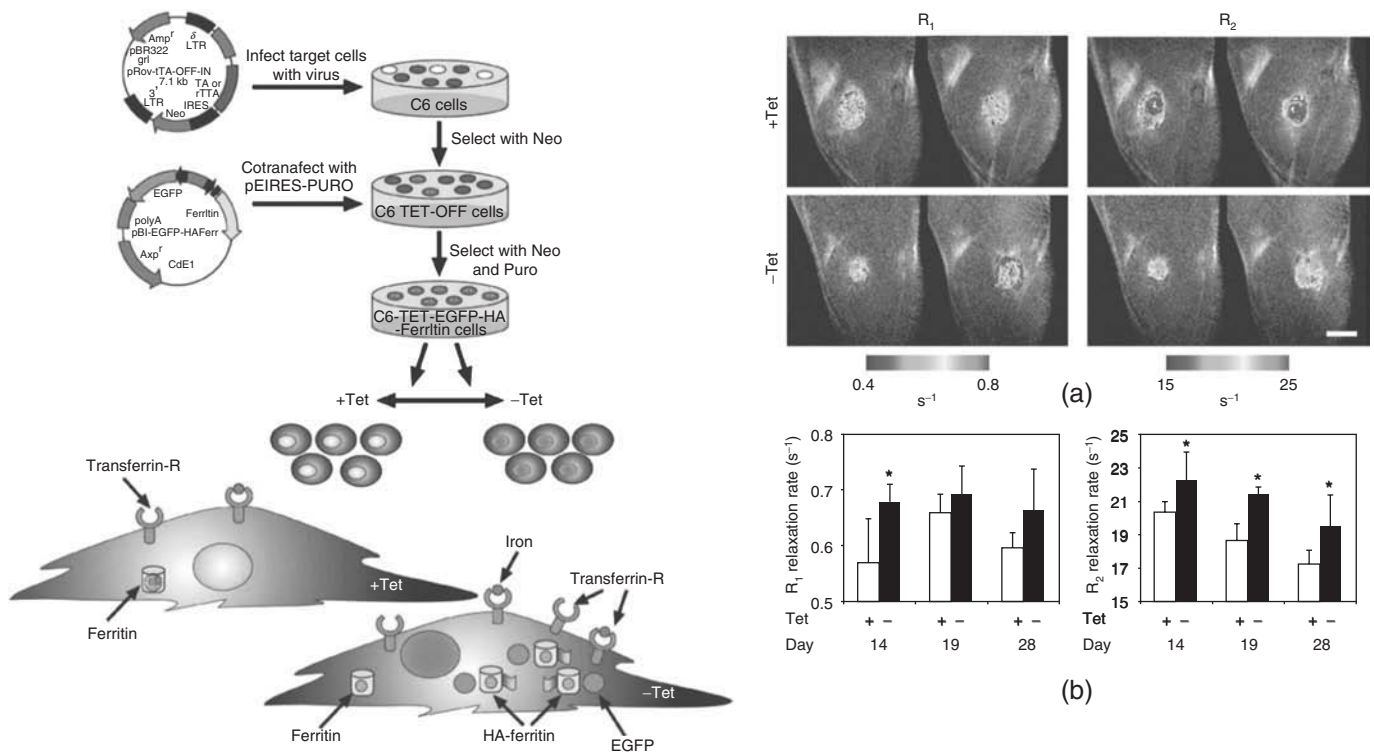 Amp^r
δ
LTR
pBR322
grl
pRov-tTA-OFF-IN
7.1 kb
TA or
rTTA
3'
LTR
IRES
Neo
Infect target cells
with virus
C6 cells
Select with Neo
Cotranafect with
pEIRES-PURO
C6 TET-OFF cells
EGFP
Ferrltin
polyA
pBI-EGFP-HAFerr
Axp^r
CdE1
Select with Neo
and Puro
C6-TET-EGFP-HA
-Ferrltin cells
+Tet
−Tet
Transferrin-R
+Tet
Ferritin
Iron
Transferrin-R
−Tet
Ferritin
HA-ferritin
EGFP
R₁
R₂
+Tet
−Tet
0.4
0.8
s⁻¹
15
25
s⁻¹
(a)
R₁ relaxation rate (s⁻¹)
0.8
0.7
0.6
0.5
*
Tet + − + − + −
Day 14 19 28
R₂ relaxation rate (s⁻¹)
25
23
21
19
17
15
* * *
Tet + − + − + −
Day 14 19 28
(b)